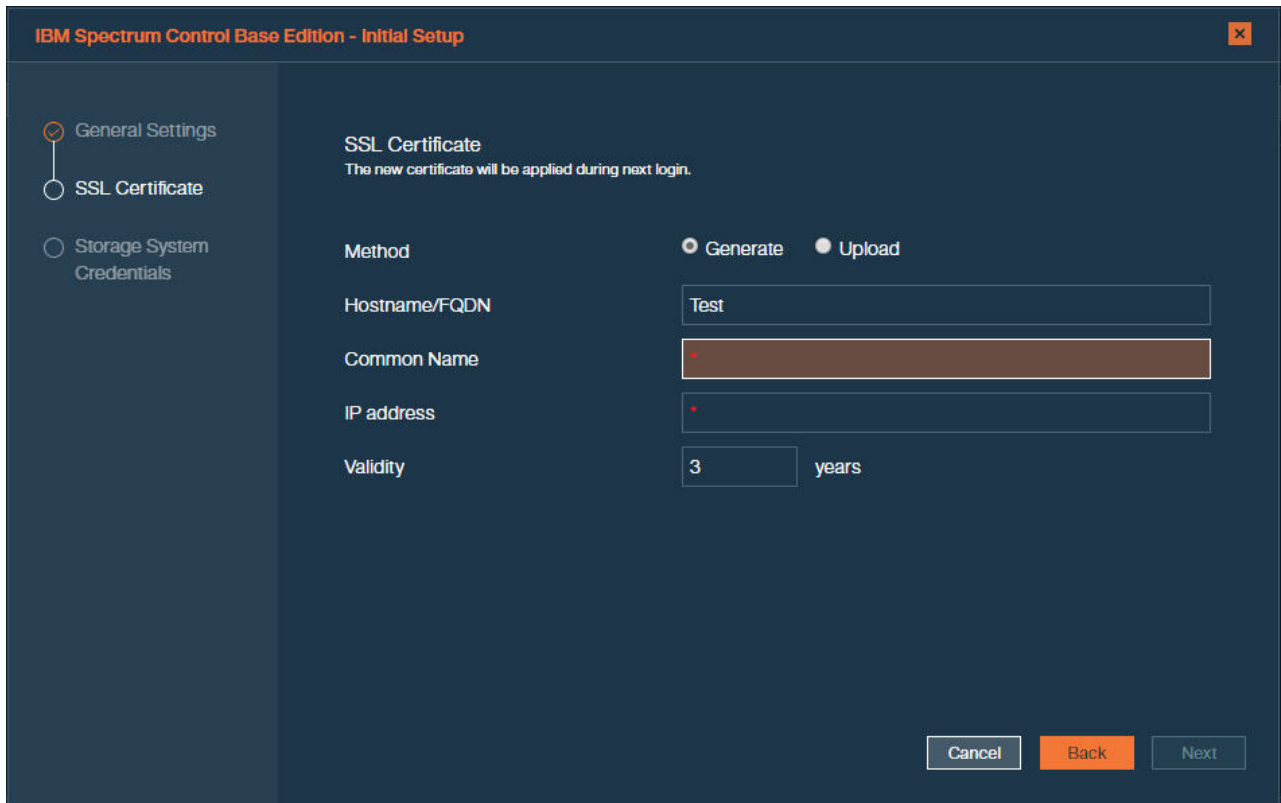 IBM Spectrum Control Base Edition - Initial Setup
General Settings
SSL Certificate
Storage System
Credentials
SSL Certificate
The new certificate will be applied during next login.
Method
Generate Upload
Hostname/FQDN Test
Common Name *
IP address *
Validity 3 years
Cancel Back Next